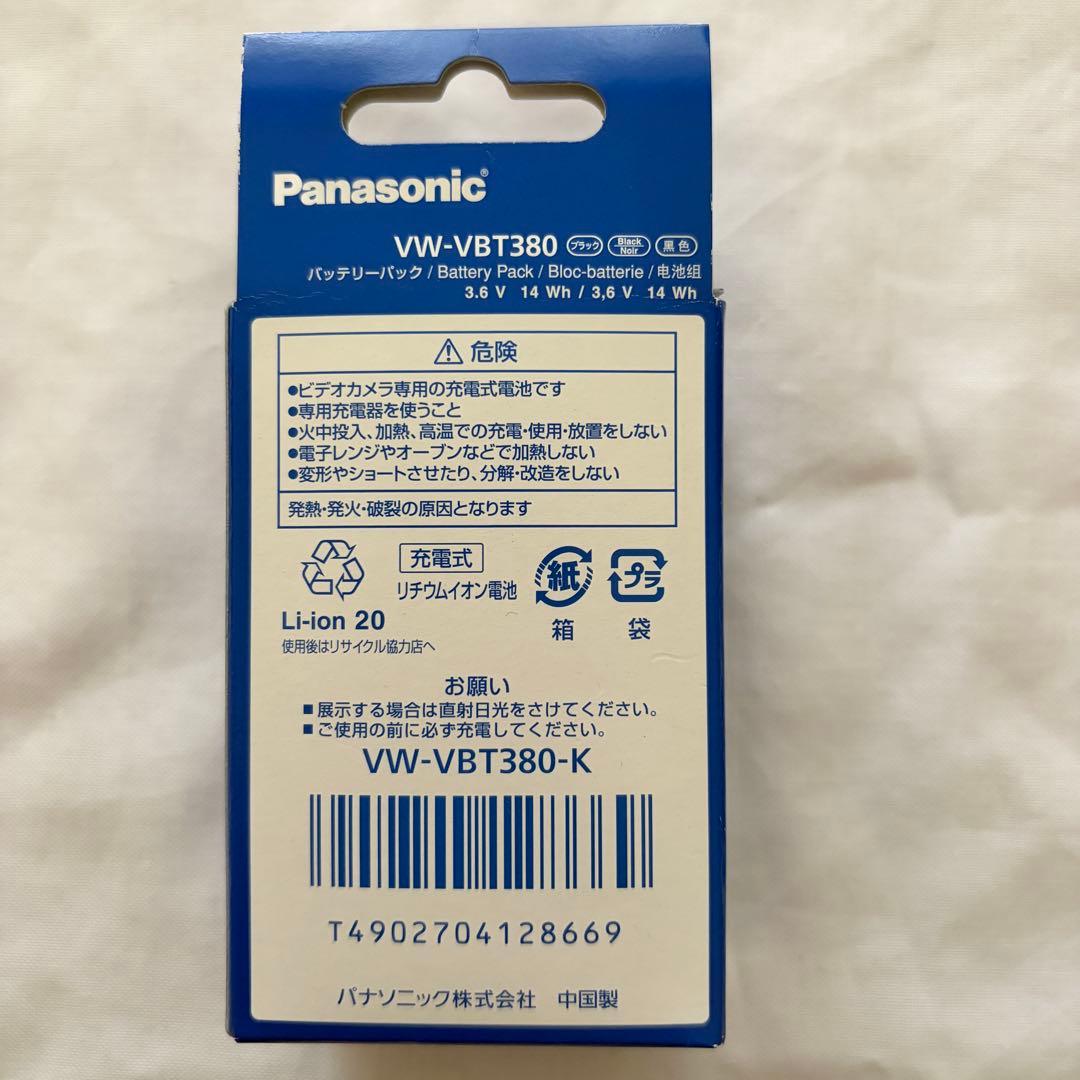 Panasonic®
VW-VBT380 ブラック Black Noir 黒色
バッテリーパック / Battery Pack / Bloc-batterie / 电池组
3.6 V 14 Wh / 3,6 V 14 Wh
⚠ 危険
●ビデオカメラ専用の充電式電池です
●専用充電器を使うこと
●火中投入、加熱、高温での充電・使用・放置をしない
●電子レンジやオーブンなどで加熱しない
●変形やショートさせたり、分解・改造をしない
発熱・発火・破裂の原因となります
充電式 紙 プラ
リチウムイオン電池
箱 袋
Li-ion 20
使用後はリサイクル協力店へ
お願い
■展示する場合は直射日光をさけてください。
■ご使用の前に必ず充電してください。
VW-VBT380-K
T4902704128669
パナソニック株式会社 中国製